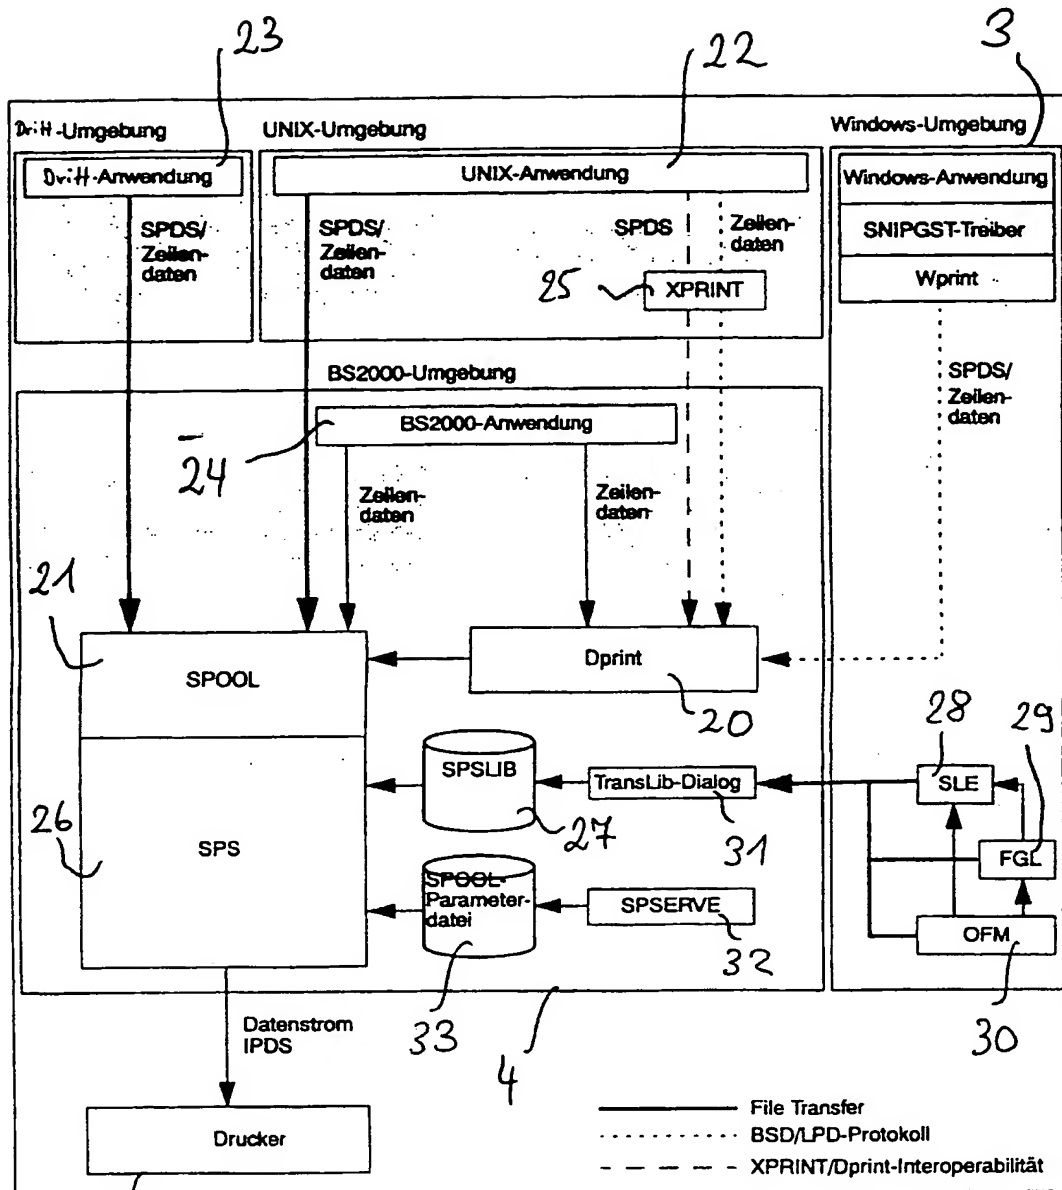 23
22
3
Dritt-Umgebung
UNIX-Umgebung
Windows-Umgebung
Dritt-Anwendung
UNIX-Anwendung
Windows-Anwendung
SNIPGST-Treiber
Wprint
SPDS/
Zeilen-
daten
SPDS/
Zeilen-
daten
SPDS
Zeilen-
daten
25
XPRINT
SPDS/
Zeilen-
daten
BS2000-Umgebung
BS2000-Anwendung
24
Zeilen-
daten
Zeilen-
daten
21
SPOOL
Dprint
20
28
29
SPSLIB
TransLib-Dialog
SLE
26
SPS
27
31
FGL
SPOOL-
Parameter-
datei
SPSERVE
OFM
32
33
30
4
Datenstrom
IPDS
Drucker
File Transfer
BSD/LPD-Protokoll
XPRINT/Dprint-Interoperabilität